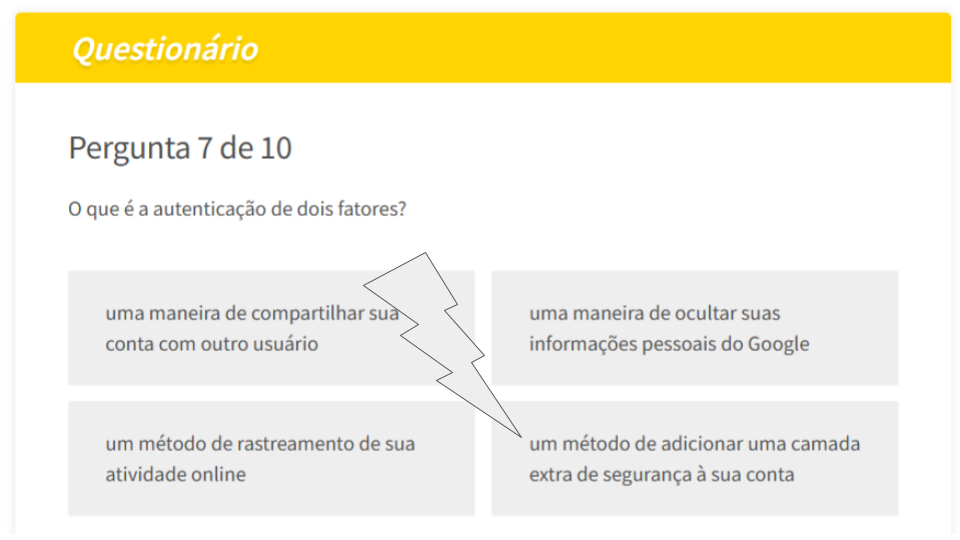 Questionário
Pergunta 7 de 10
O que é a autenticação de dois fatores?
uma maneira de compartilhar sua
conta com outro usuário
uma maneira de ocultar suas
informações pessoais do Google
um método de rastreamento de sua
atividade online
um método de adicionar uma camada
extra de segurança à sua conta